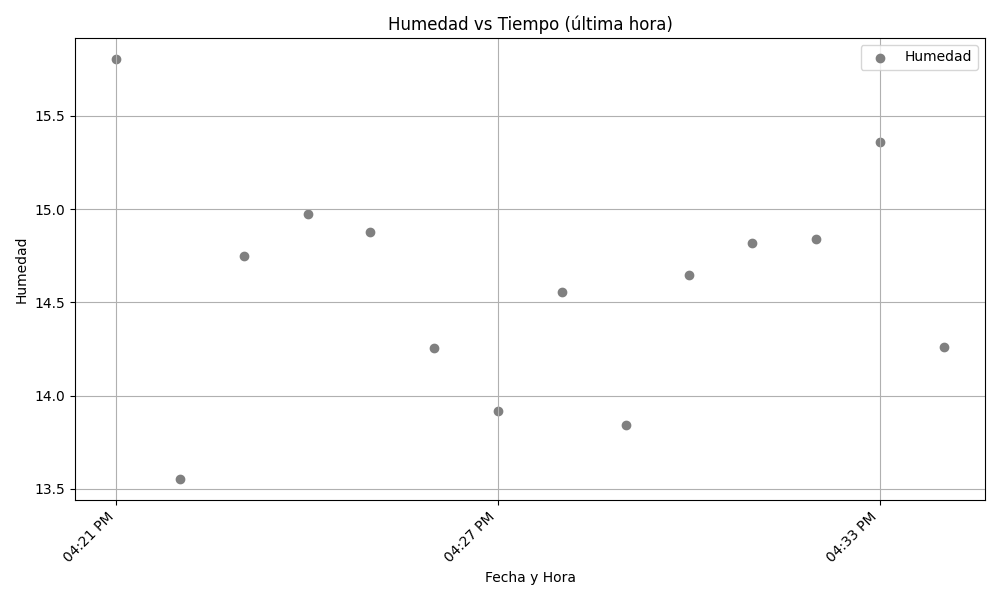 Humedad vs Tiempo (última hora)
Humedad
15.5
15.0
14.5
14.0
13.5
Humedad
04:21 PM
04:27 PM
04:33 PM
Fecha y Hora